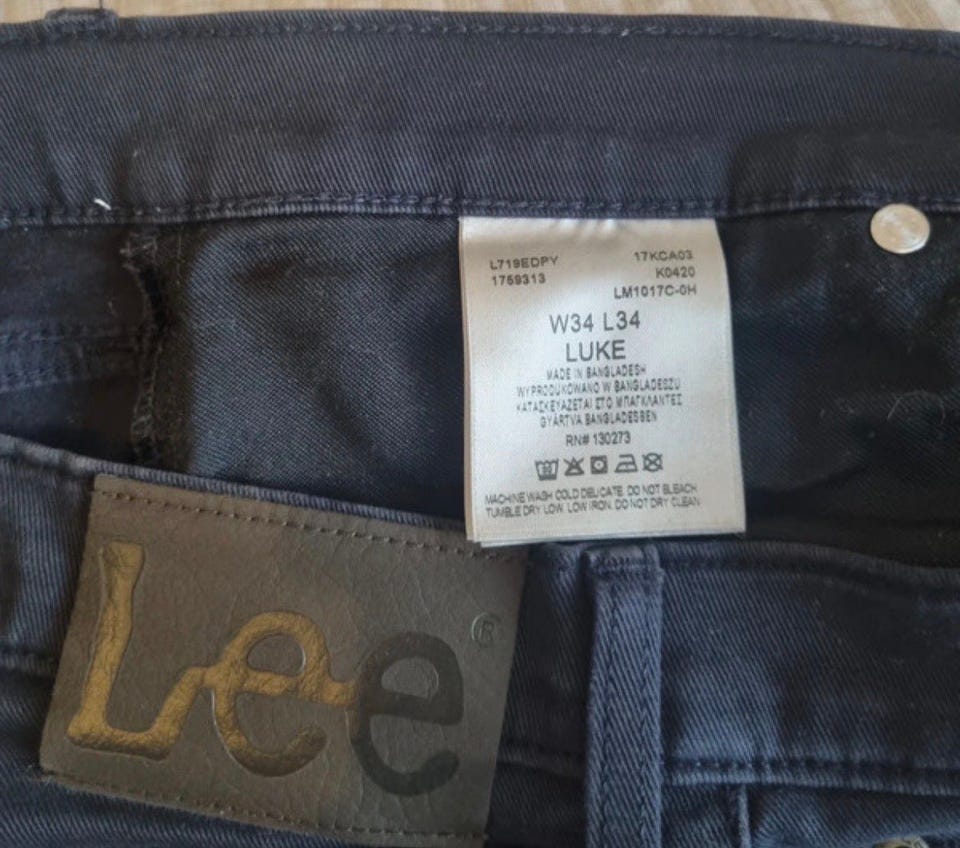 L719EDPY 17KCA03
1759313 K0420
LM1017C-0H
W34 L34
LUKE
MADE IN BANGLADESH
WYPRODUKOWANO W BANGLADESZU
ΚΑΤΑΣΚΕΥΑΖΕΤΑΙ ΣΤΟ ΜΠΑΓΚΛΑΝΤΕΣ
GYÁRTVA BANGLADESBEN
RN# 130273
MACHINE WASH COLD DELICATE. DO NOT BLEACH
TUMBLE DRY LOW. LOW IRON. DO NOT DRY CLEAN
Lee ®